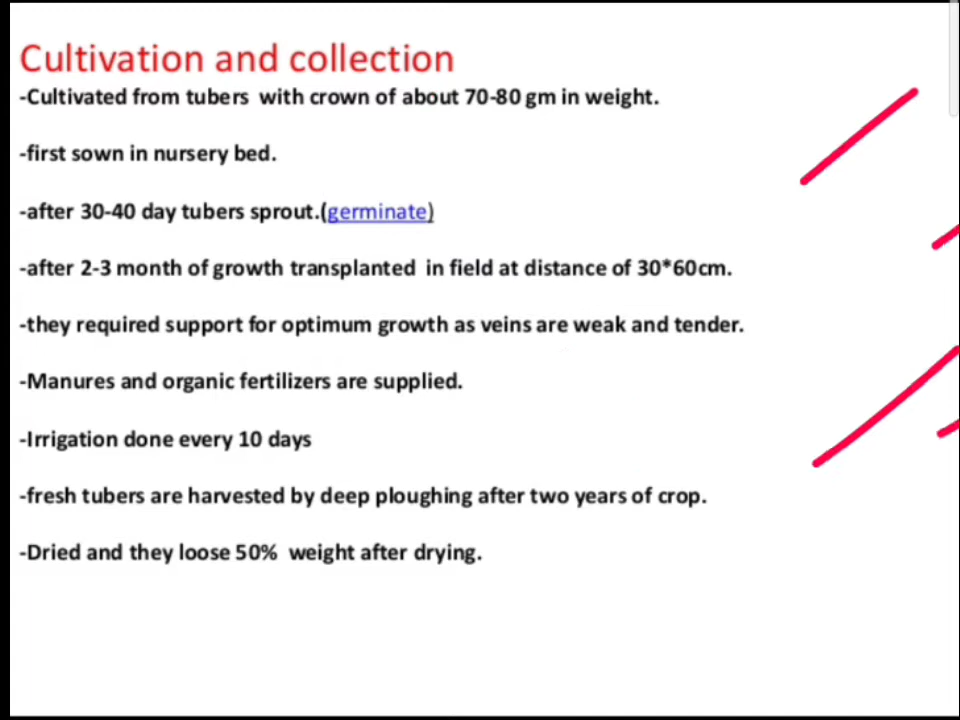 Cultivation and collection
-Cultivated from tubers with crown of about 70-80 gm in weight.
-first sown in nursery bed.
-after 30-40 day tubers sprout.(germinate)
-after 2-3 month of growth transplanted in field at distance of 30*60cm.
-they required support for optimum growth as veins are weak and tender.
-Manures and organic fertilizers are supplied.
-Irrigation done every 10 days
-fresh tubers are harvested by deep ploughing after two years of crop.
-Dried and they loose 50% weight after drying.